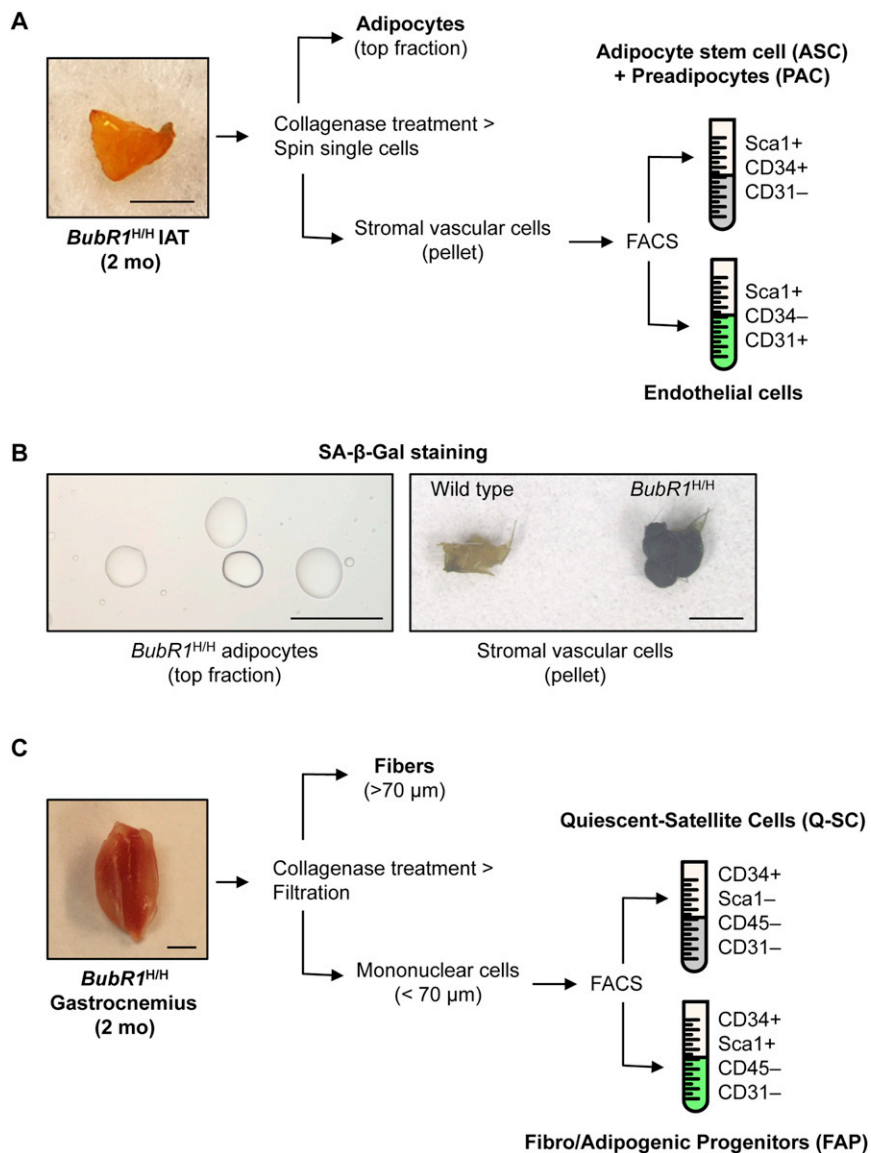 A
Adipocytes
(top fraction)
Adipocyte stem cell (ASC)
+ Preadipocytes (PAC)
Collagenase treatment >
Spin single cells
Sca1+
CD34+
CD31–
BubR1H/H IAT
(2 mo)
Stromal vascular cells
(pellet)
FACS
Sca1+
CD34–
CD31+
Endothelial cells
B
SA-β-Gal staining
Wild type
BubR1H/H
BubR1H/H adipocytes
(top fraction)
Stromal vascular cells
(pellet)
C
Fibers
(>70 µm)
Quiescent-Satellite Cells (Q-SC)
Collagenase treatment >
Filtration
CD34+
Sca1–
CD45–
CD31–
BubR1H/H
Gastrocnemius
(2 mo)
Mononuclear cells
(< 70 µm)
FACS
CD34+
Sca1+
CD45–
CD31–
Fibro/Adipogenic Progenitors (FAP)